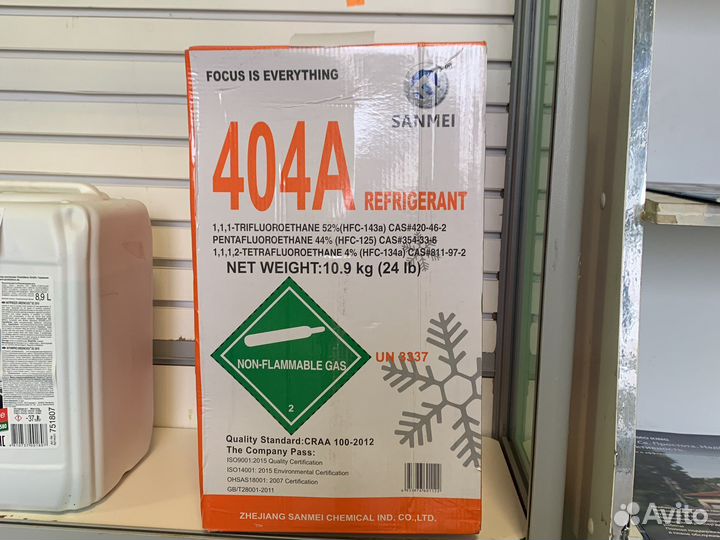 FOCUS IS EVERYTHING
SANMEI
404A REFRIGERANT
1,1,1-TRIFLUOROETHANE 52%(HFC-143a) CAS#420-46-2
PENTAFLUOROETHANE 44% (HFC-125) CAS#354-33-6
1,1,1,2-TETRAFLUOROETHANE 4% (HFC-134a) CAS#811-97-2
NET WEIGHT:10.9 kg (24 lb)
NON-FLAMMABLE GAS
2
UN 3337
Quality Standard:CRAA 100-2012
The Company Pass:
ISO9001:2015 Quality Certification
ISO14001: 2015 Environmental Certification
OHSAS18001: 2007 Certification
GB/T28001-2011
ZHEJIANG SANMEI CHEMICAL IND. CO.,LTD.
8,9 L
-37
751807
Avito